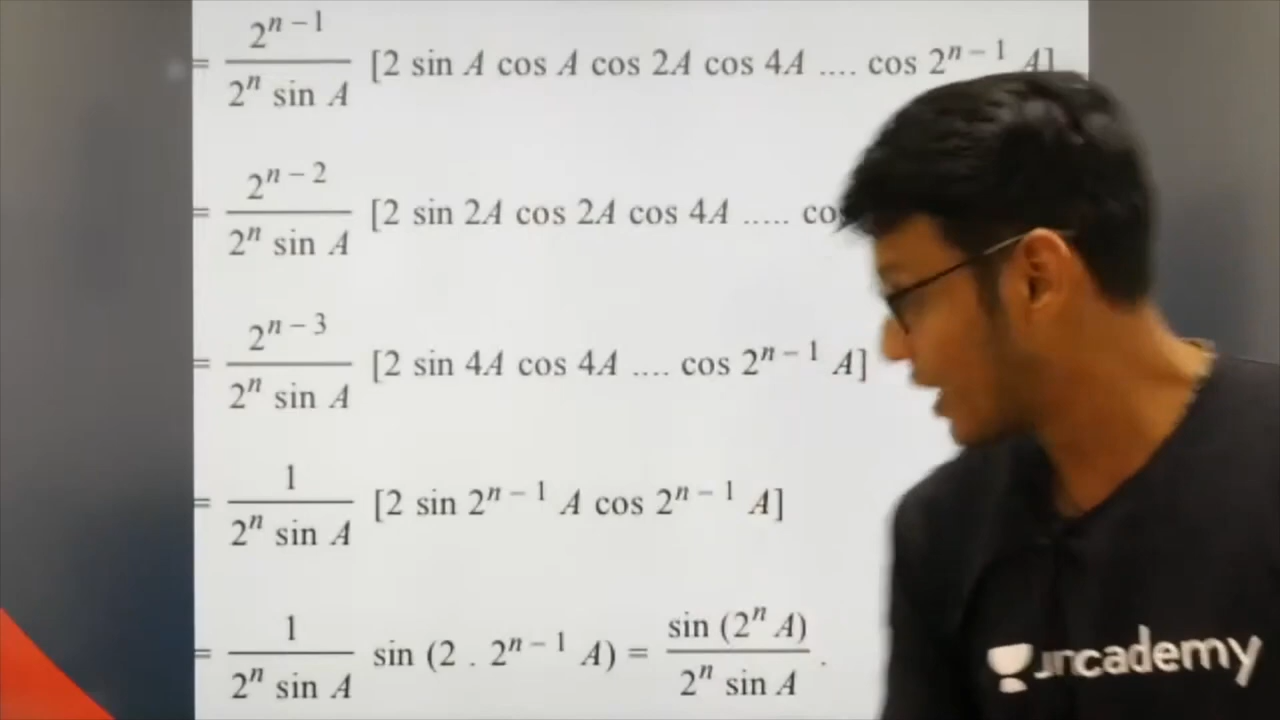 = 2^{n – 1} / 2^n sin A [2 sin A cos A cos 2A cos 4A .... cos 2^{n – 1} A]
= 2^{n – 2} / 2^n sin A [2 sin 2A cos 2A cos 4A .....
= 2^{n – 3} / 2^n sin A [2 sin 4A cos 4A .... cos 2^{n – 1} A]
= 1 / 2^n sin A [2 sin 2^{n – 1} A cos 2^{n – 1} A]
= 1 / 2^n sin A sin (2 . 2^{n – 1} A) = sin (2^n A) / 2^n sin A .
unacademy